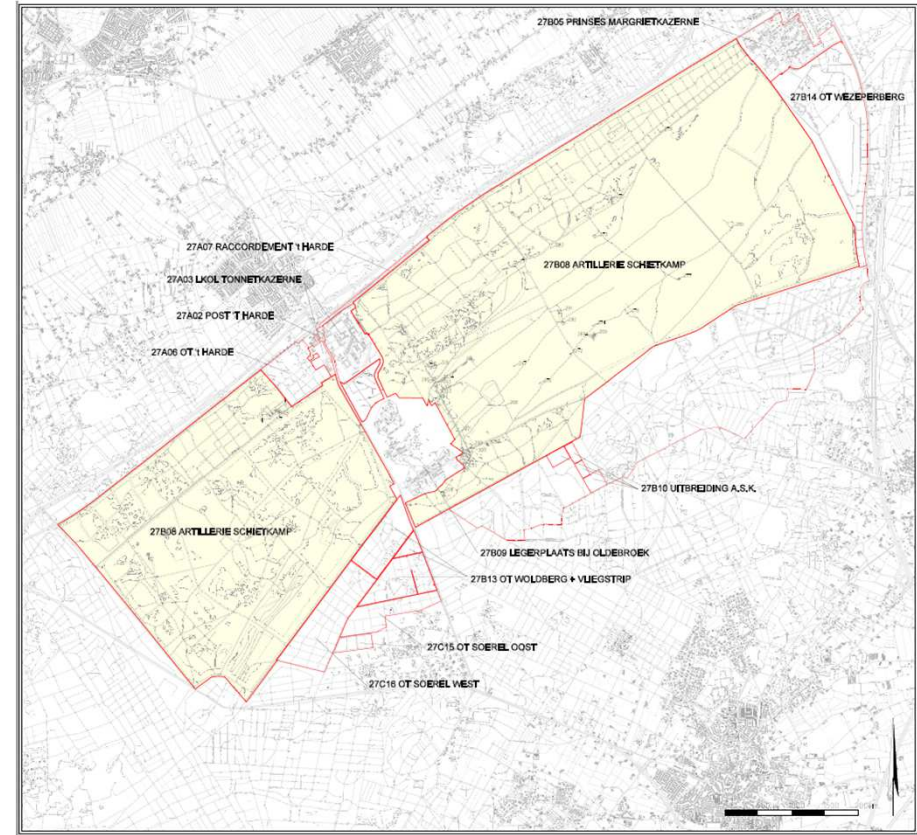 27B05 PRINSES MARGRIETKAZERNE
27B14 OT WEZEPERBERG
27A07 RACCORDEMENT 't HARDE
27B08 ARTILLERIE SCHIETKAMP
27A03 LKOL TONNETKAZERNE
27A02 POST 'T HARDE
27A06 OT 't HARDE
27B10 UITBREIDING A.S.K.
27B08 ARTILLERIE SCHIETKAMP
27B09 LEGERPLAATS BIJ OLDEBROEK
27B13 OT WOLDBERG + VLIEGSTRIP
27C15 OT SOEREL OOST
27C16 OT SOEREL WEST